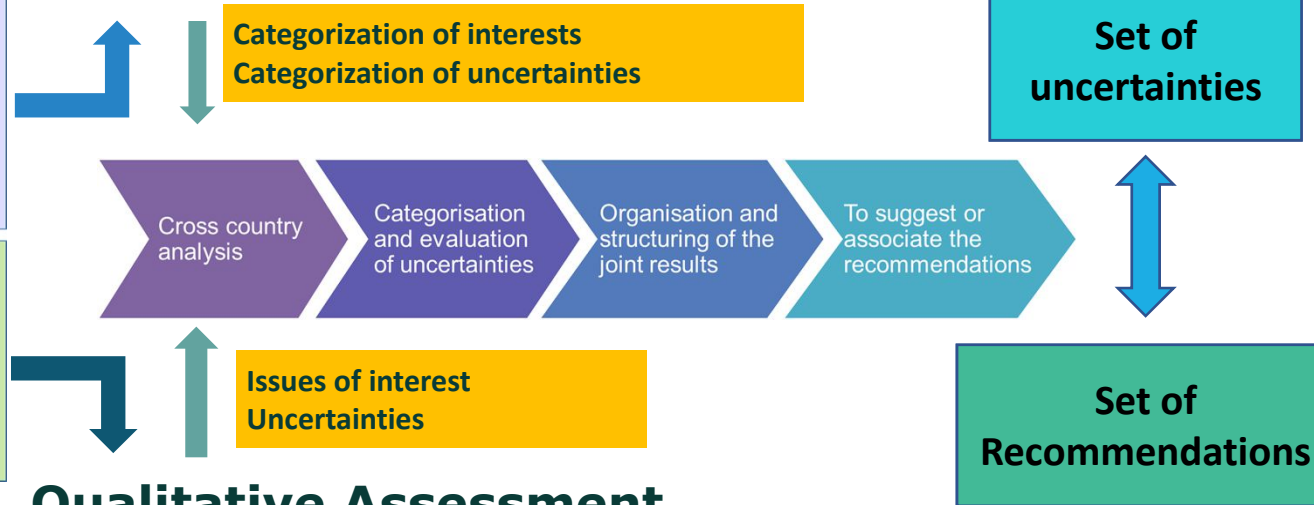 Categorization of interests
Categorization of uncertainties
Set of
uncertainties
Cross country
analysis
Categorisation
and evaluation
of uncertainties
Organisation and
structuring of the
joint results
To suggest or
associate the
recommendations
Issues of interest
Uncertainties
Set of
Recommendations
Qualitative Assessment